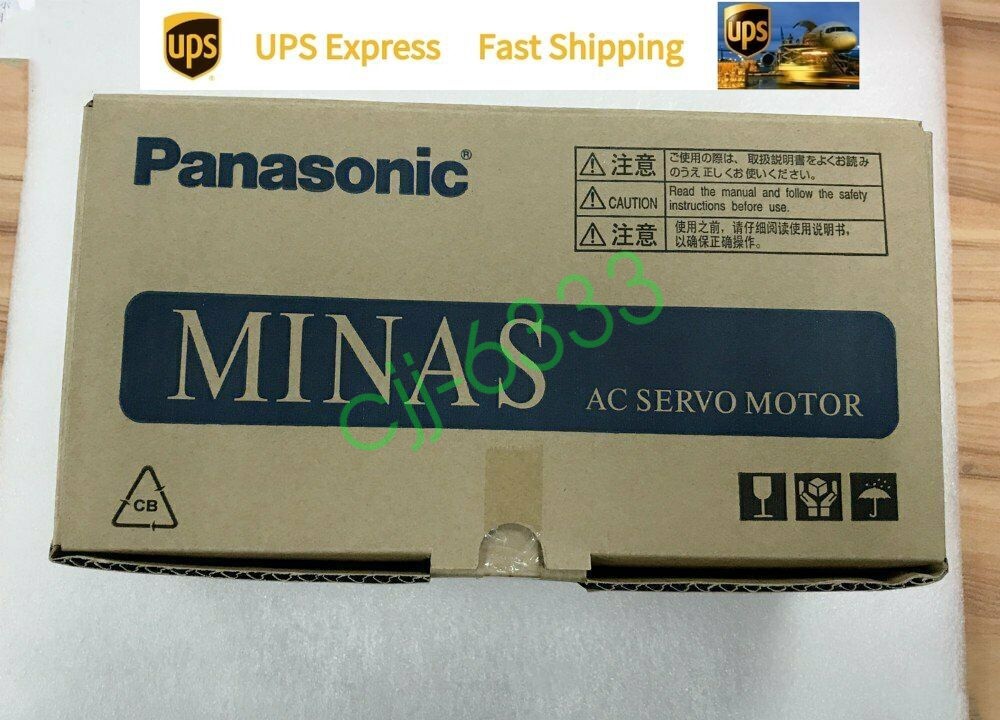 ups
UPS Express Fast Shipping
ups
Panasonic®
注意
ご使用の際は、取扱説明書をよくお読み
のうえ正しくお使いください。
CAUTION
Read the manual and follow the safety
instructions before use.
注意
使用之前，请仔细阅读使用说明书，
以确保正确操作。
MINAS
AC SERVO MOTOR
cjj-6833
CB